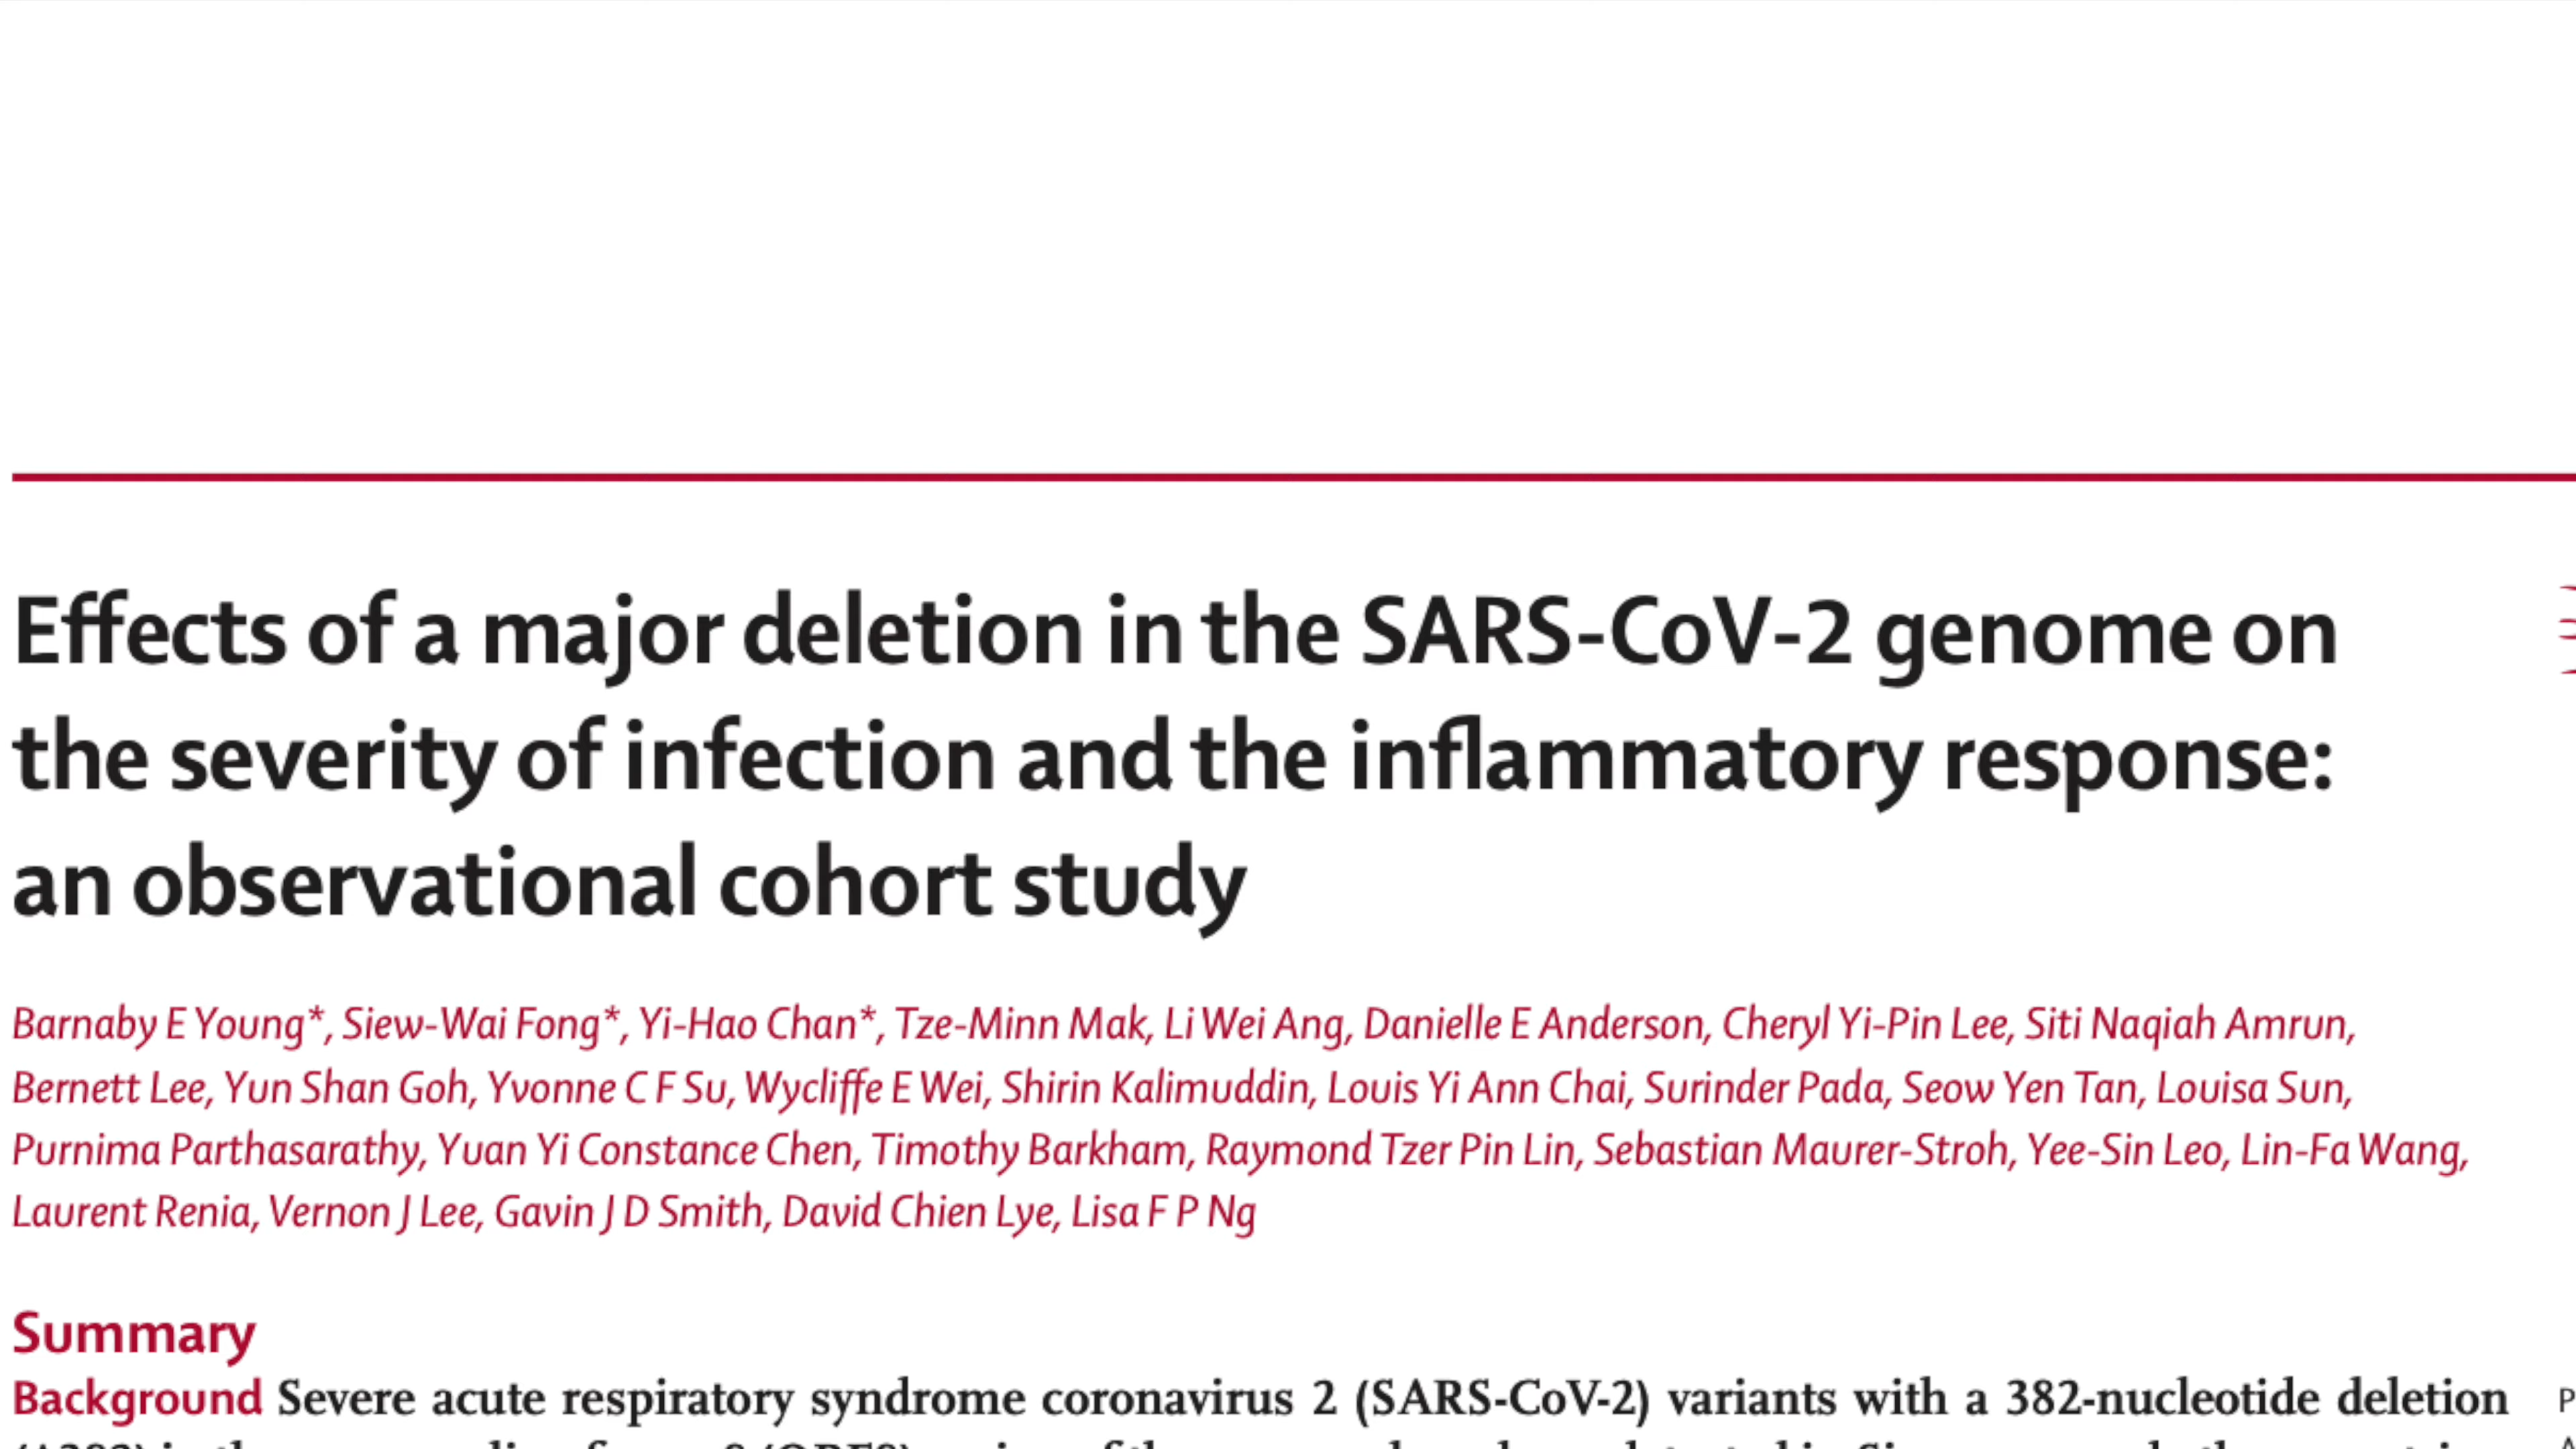 Effects of a major deletion in the SARS-CoV-2 genome on
the severity of infection and the inflammatory response:
an observational cohort study
Barnaby E Young*, Siew-Wai Fong*, Yi-Hao Chan*, Tze-Minn Mak, Li Wei Ang, Danielle E Anderson, Cheryl Yi-Pin Lee, Siti Naqiah Amrun,
Bernett Lee, Yun Shan Goh, Yvonne C F Su, Wycliffe E Wei, Shirin Kalimuddin, Louis Yi Ann Chai, Surinder Pada, Seow Yen Tan, Louisa Sun,
Purnima Parthasarathy, Yuan Yi Constance Chen, Timothy Barkham, Raymond Tzer Pin Lin, Sebastian Maurer-Stroh, Yee-Sin Leo, Lin-Fa Wang,
Laurent Renia, Vernon J Lee, Gavin J D Smith, David Chien Lye, Lisa F P Ng
Summary
Background Severe acute respiratory syndrome coronavirus 2 (SARS-CoV-2) variants with a 382-nucleotide deletion